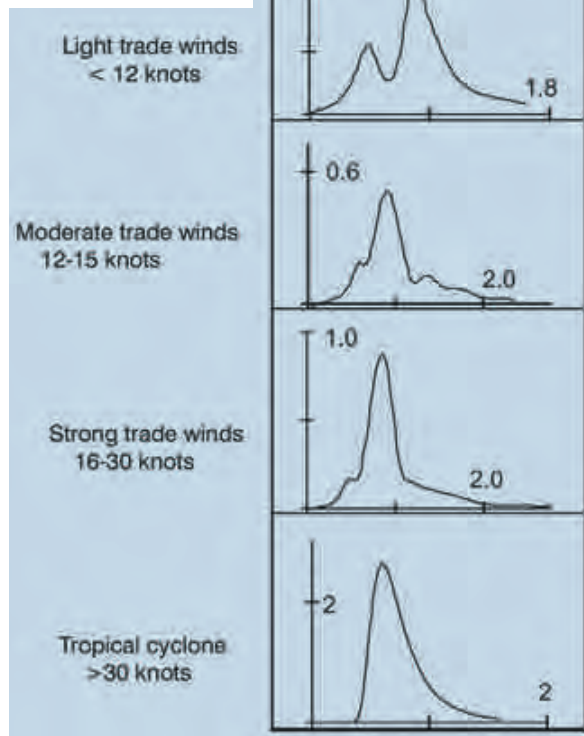 Light trade winds
< 12 knots
1.8
0.6
Moderate trade winds
12-15 knots
2.0
1.0
Strong trade winds
16-30 knots
2.0
2
Tropical cyclone
>30 knots
2